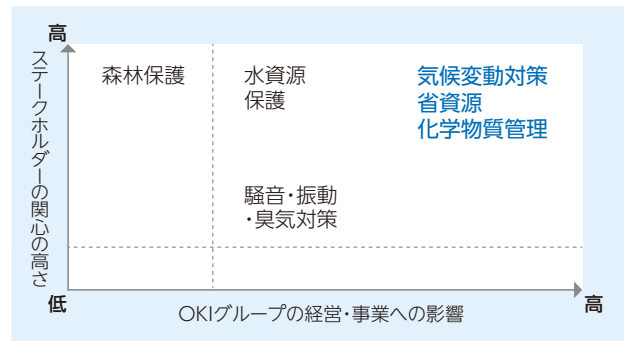 高
ステークホルダーの関心の高さ
森林保護
水資源
保護
気候変動対策
省資源
化学物質管理
騒音・振動
・臭気対策
低
OKIグループの経営・事業への影響
高